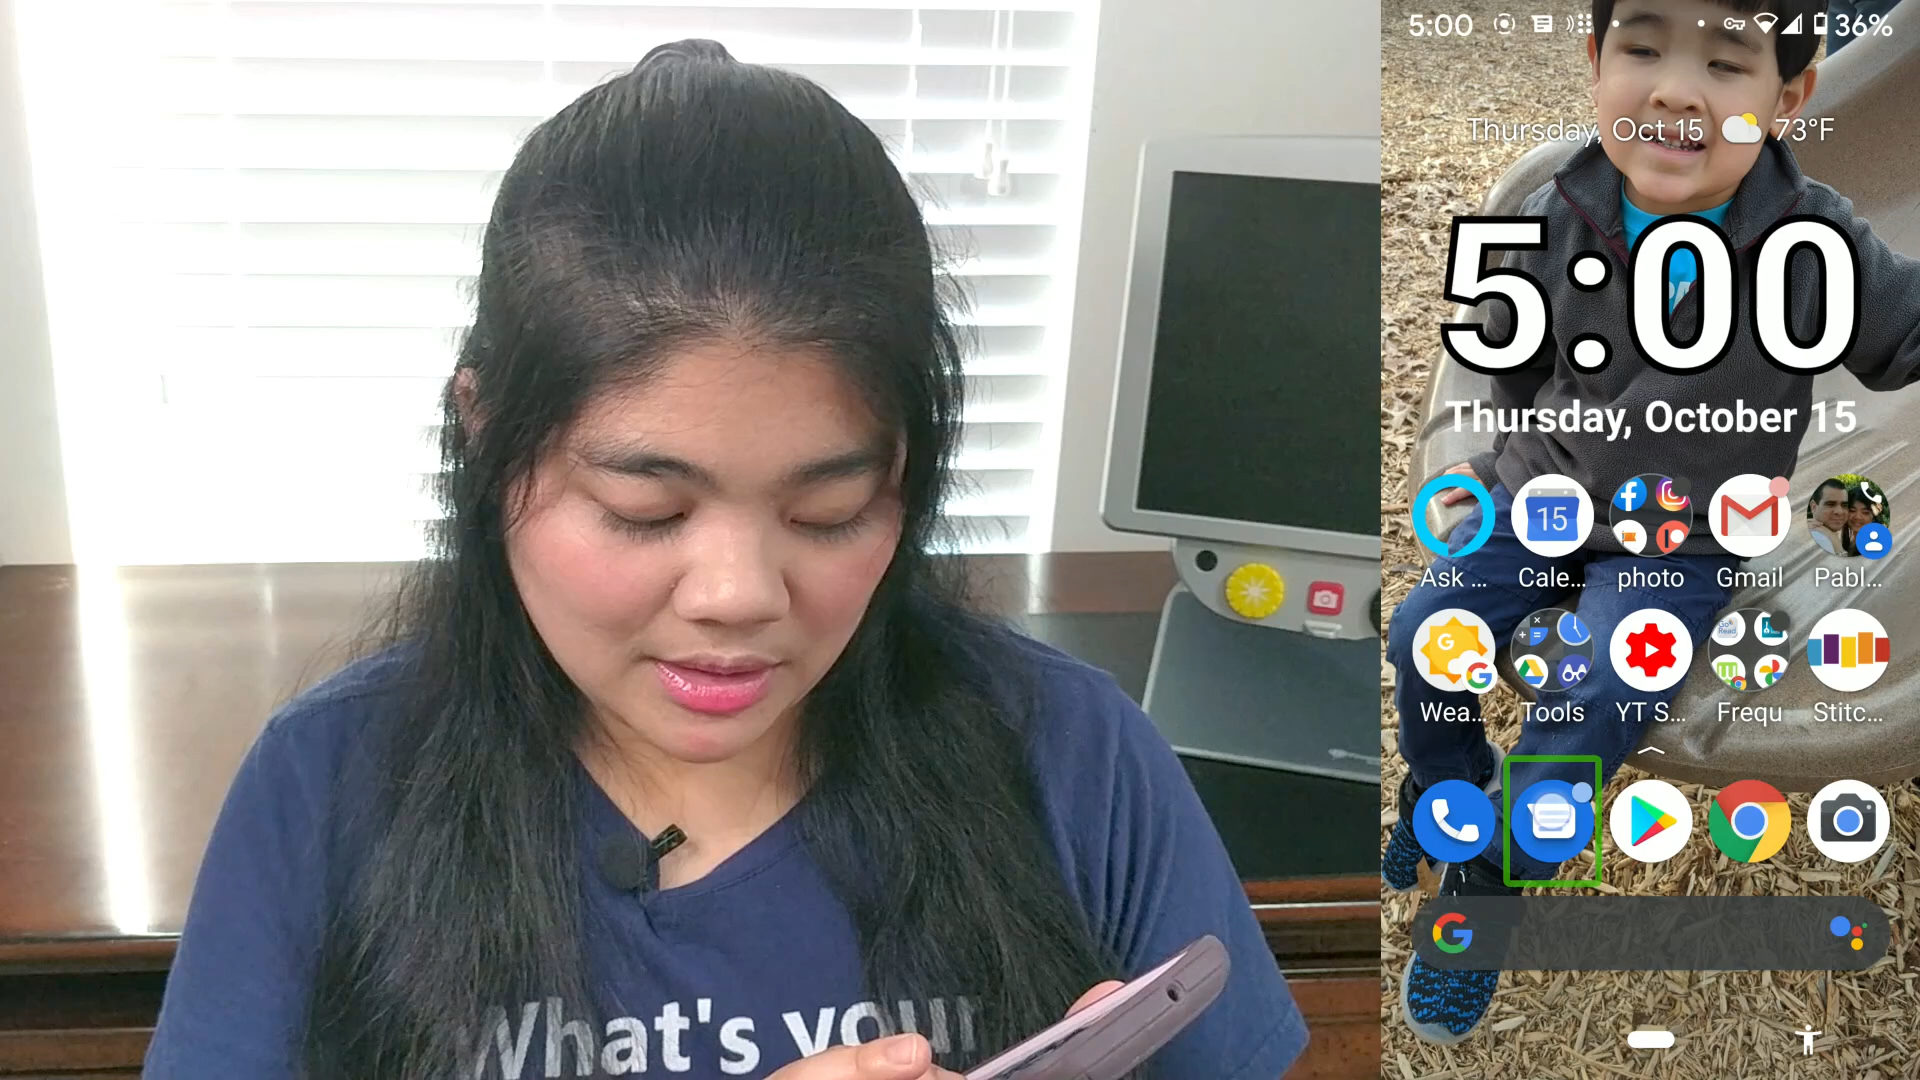 What's your
5:00
36%
Thursday, Oct 15 73°F
5:00
Thursday, October 15
15
Ask ... Cale... photo Gmail Pabl...
G
Wea... Tools YT S... Frequ Stitc...